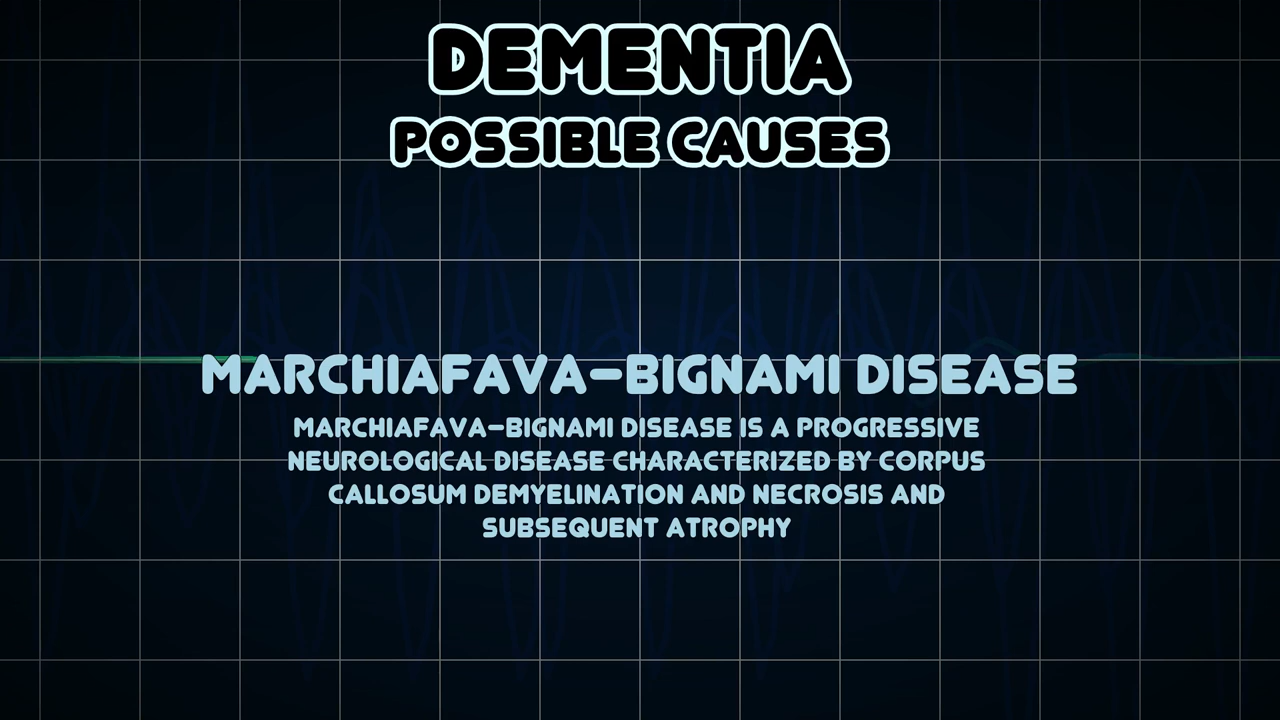 DEMENTIA
POSSIBLE CAUSES
MARCHIAFAVA-BIGNAMI DISEASE
MARCHIAFAVA-BIGNAMI DISEASE IS A PROGRESSIVE
NEUROLOGICAL DISEASE CHARACTERIZED BY CORPUS
CALLOSUM DEMYELINATION AND NECROSIS AND
SUBSEQUENT ATROPHY